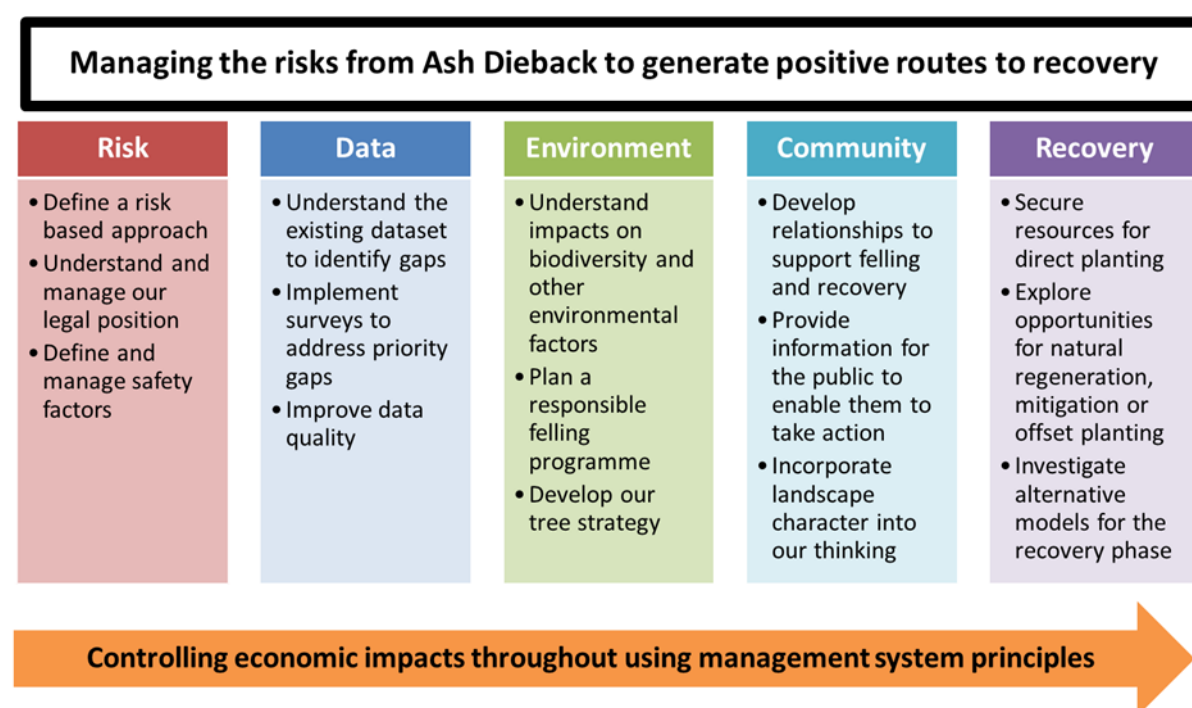 Managing the risks from Ash Dieback to generate positive routes to recovery
Risk
• Define a risk
based approach
• Understand and
manage our
legal position
• Define and
manage safety
factors
Data
• Understand the
existing dataset
to identify gaps
• Implement
surveys to
address priority
gaps
• Improve data
quality
Environment
• Understand
impacts on
biodiversity and
other
environmental
factors
• Plan a
responsible
felling
programme
• Develop our
tree strategy
Community
• Develop
relationships to
support felling
and recovery
• Provide
information for
the public to
enable them to
take action
• Incorporate
landscape
character into
our thinking
Recovery
• Secure
resources for
direct planting
• Explore
opportunities
for natural
regeneration,
mitigation or
offset planting
• Investigate
alternative
models for the
recovery phase
Controlling economic impacts throughout using management system principles